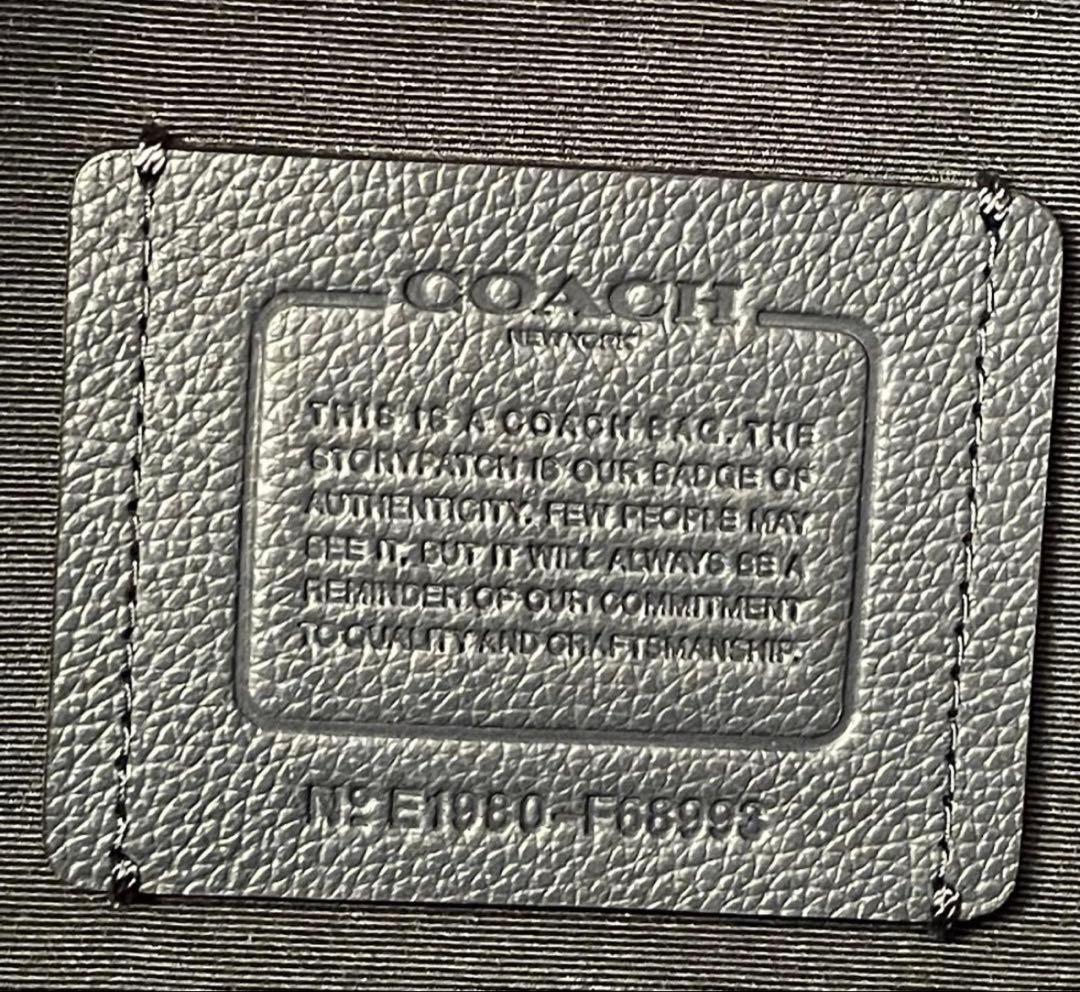 COACH
NEW YORK
THIS IS A COACH BAG. THE
STORYPATCH IS OUR BADGE OF
AUTHENTICITY. FEW PEOPLE MAY
SEE IT, BUT IT WILL ALWAYS BE A
REMINDER OF OUR COMMITMENT
TO QUALITY AND CRAFTSMANSHIP.
Nº E1980-F68993